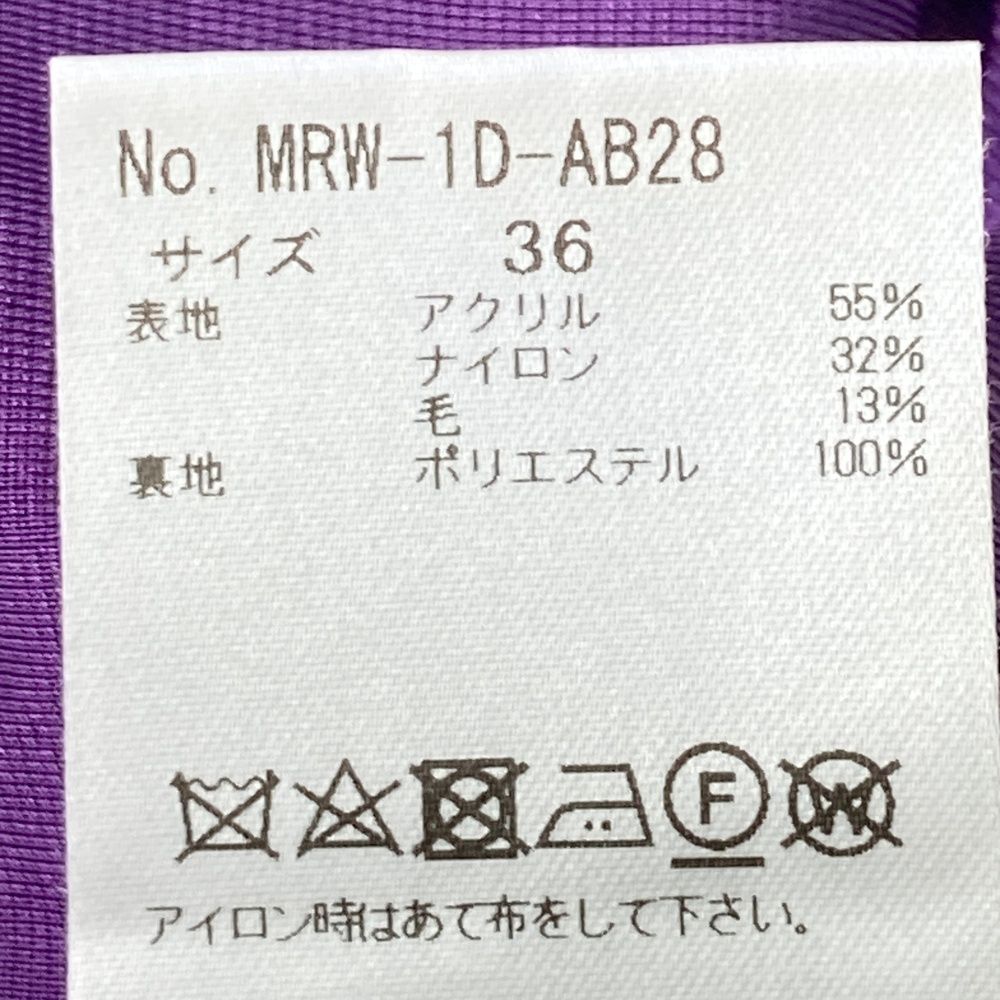 No. MRW-1D-AB28
サイズ 36
表地 アクリル 55%
ナイロン 32%
毛 13%
裏地 ポリエステル 100%
F W
アイロン時はあて布をして下さい。